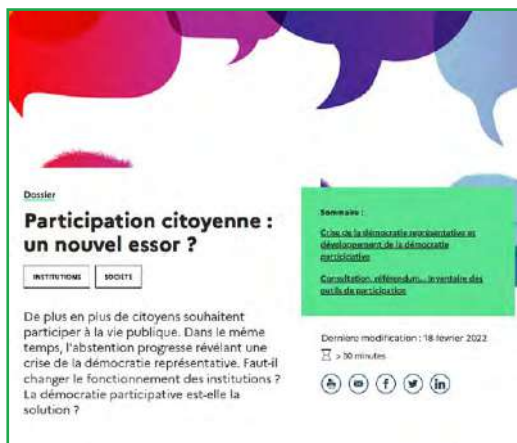 Dossier
Participation citoyenne :
un nouvel essor ?
INSTITUTIONS SOCIÉTÉ
De plus en plus de citoyens souhaitent
participer à la vie publique. Dans le même
temps, l'abstention progresse révélant une
crise de la démocratie représentative. Faut-il
changer le fonctionnement des institutions ?
La démocratie participative est-elle la
solution ?
Sommaire :
Crise de la démocratie représentative et
développement de la démocratie
participative
Consultation, référendum... inventaire des
outils de participation
Dernière modification : 18 février 2022
> 30 minutes
f
in